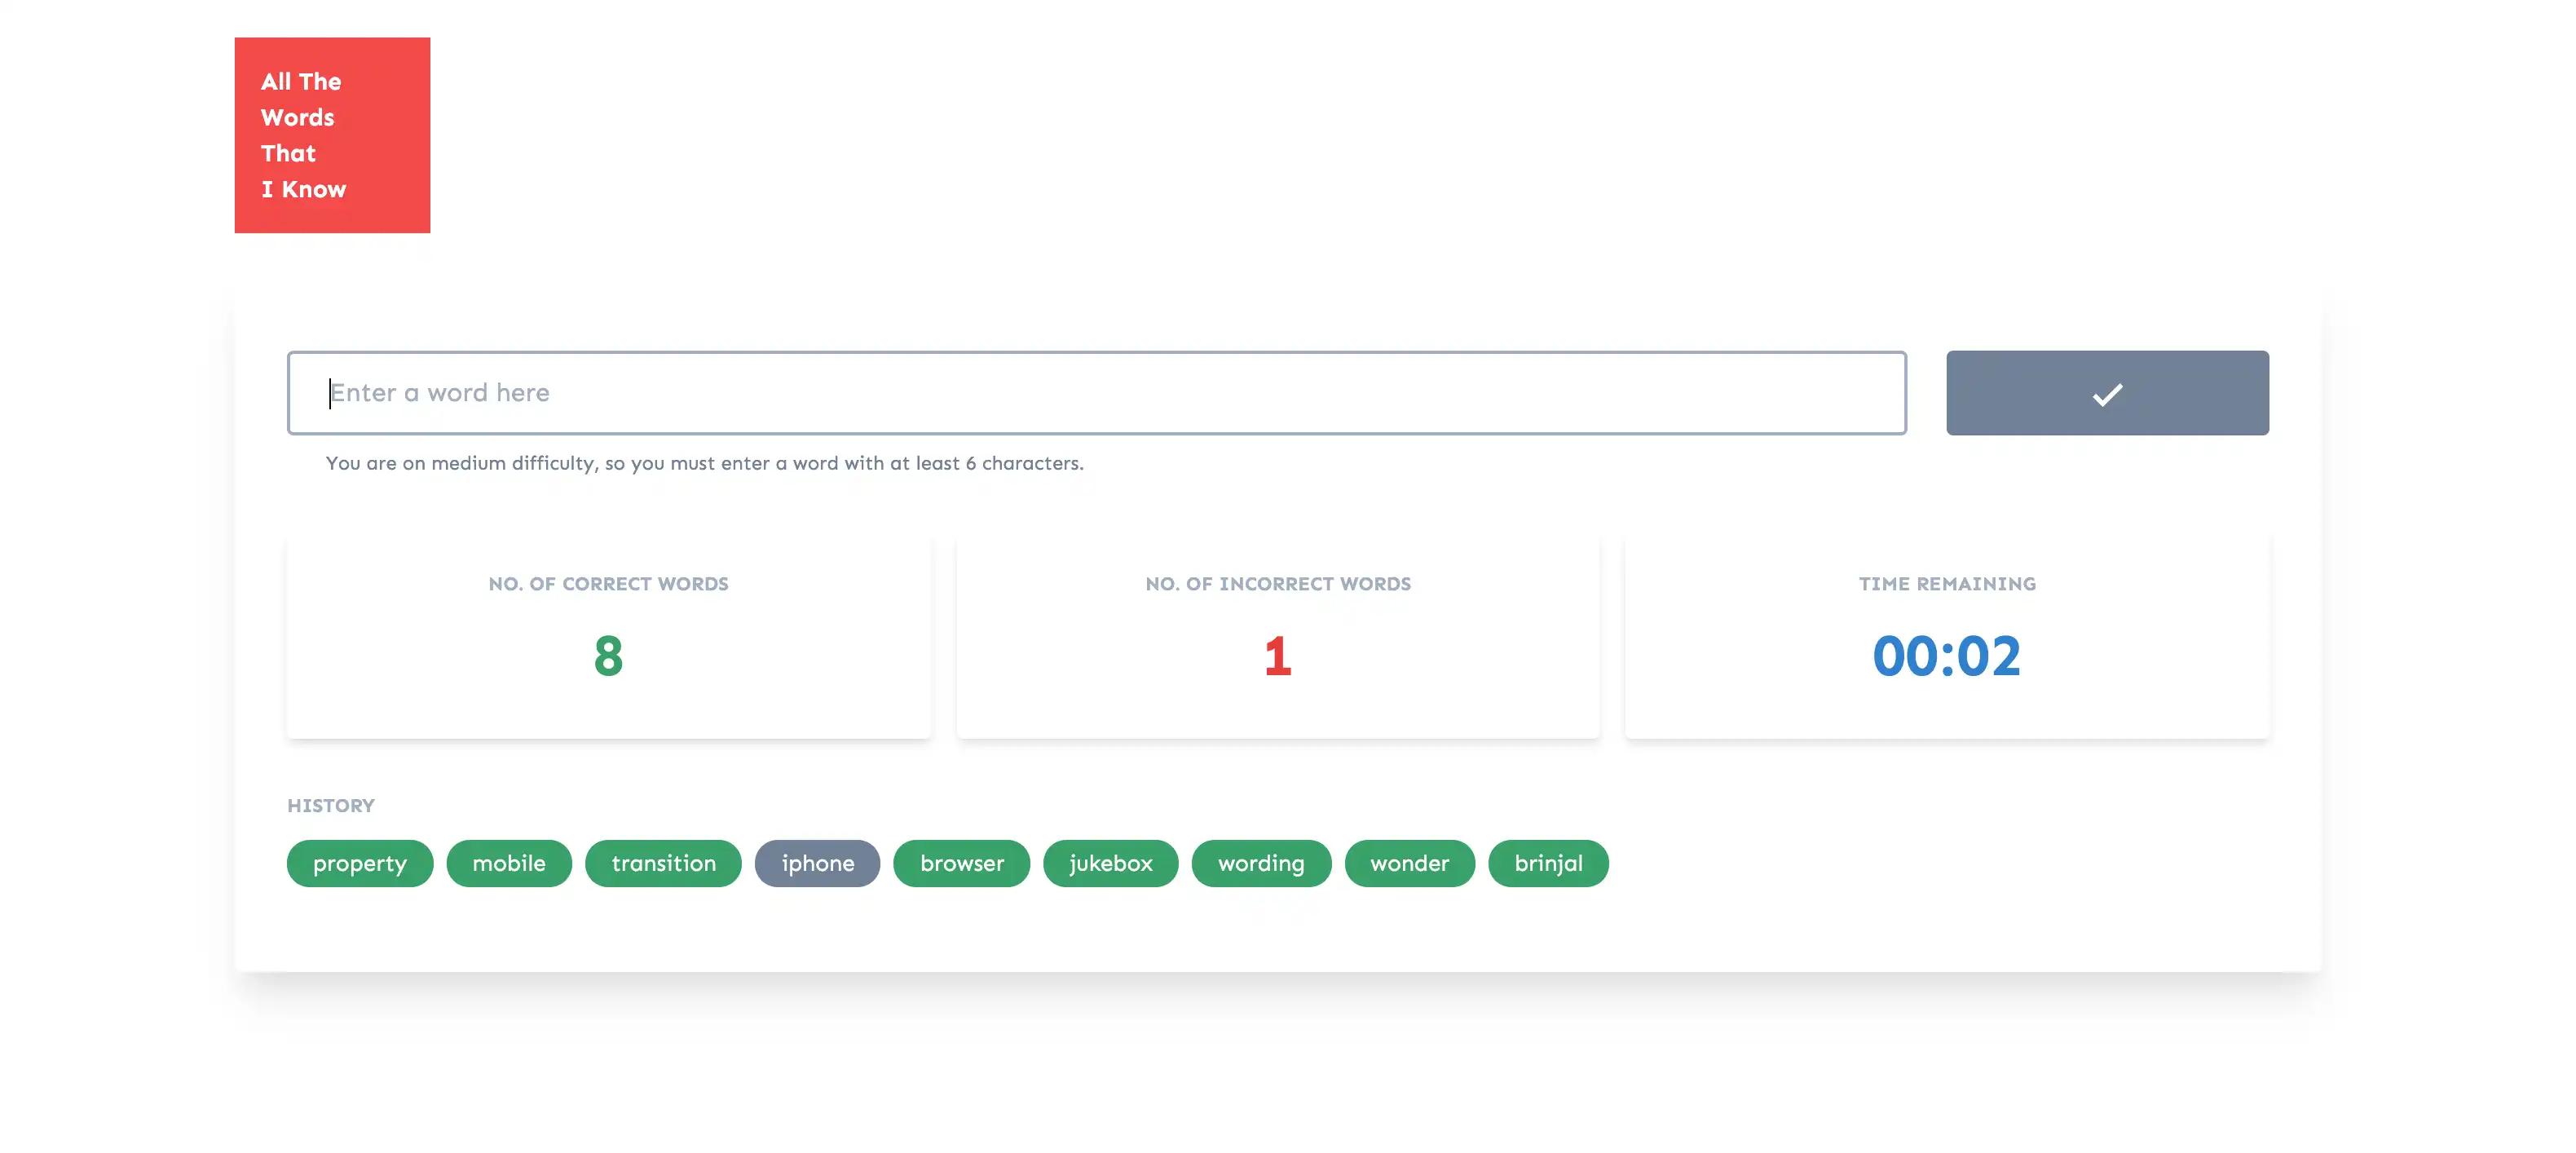 All The
Words
That
I Know
Enter a word here
You are on medium difficulty, so you must enter a word with at least 6 characters.
NO. OF CORRECT WORDS
8
NO. OF INCORRECT WORDS
1
TIME REMAINING
00:02
HISTORY
property mobile transition iphone browser jukebox wording wonder brinjal